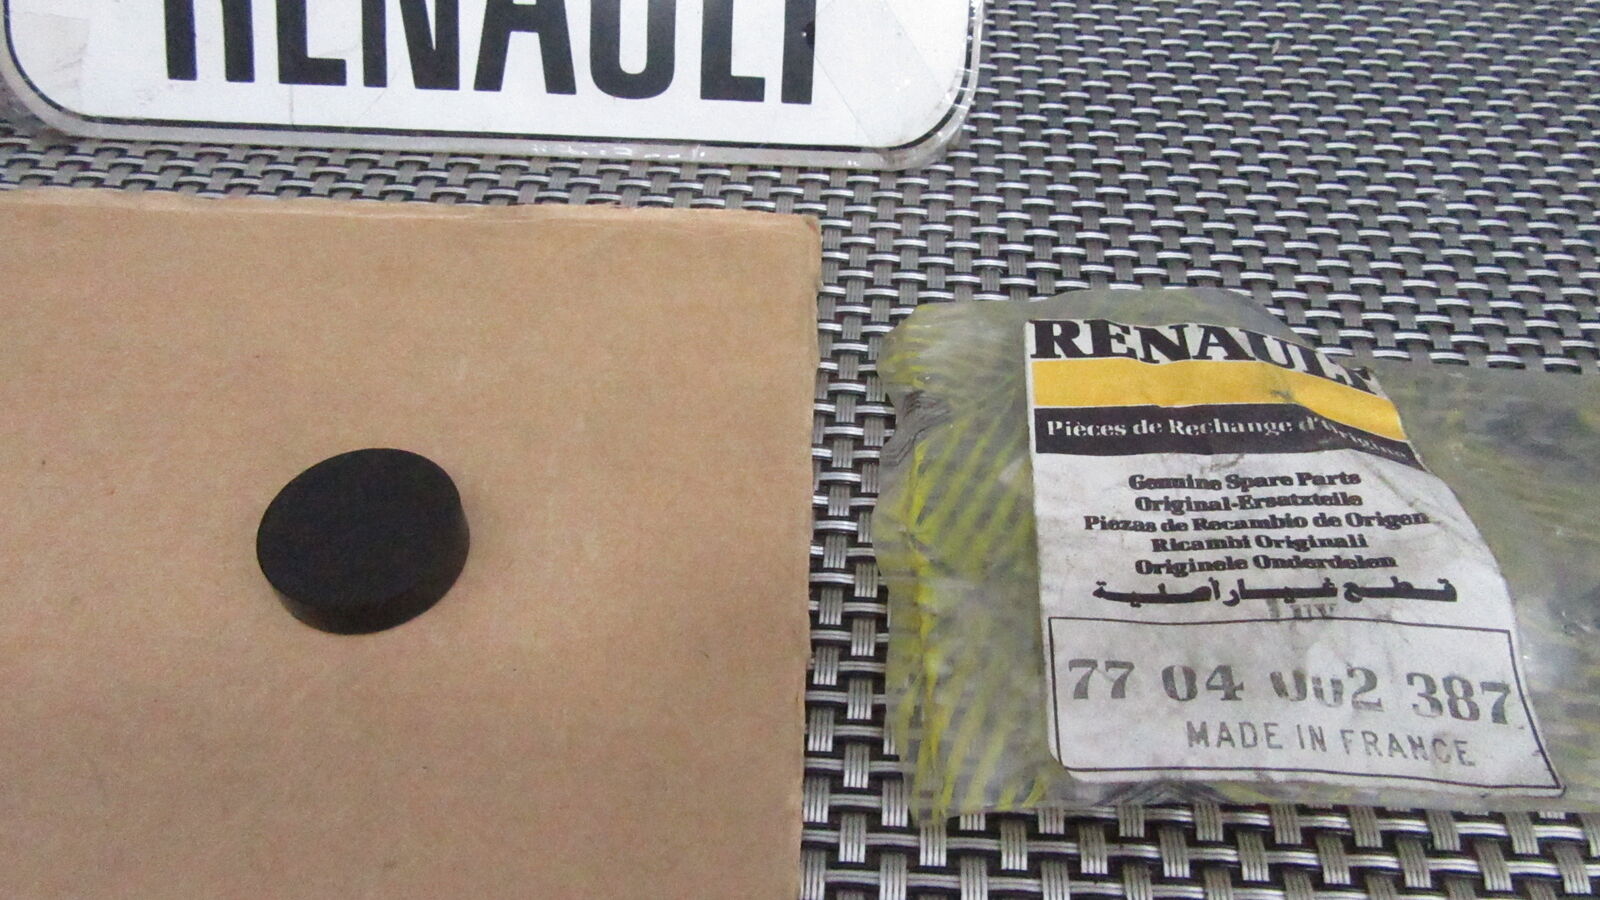 RENAULT
RENAULT
Pièces de Rechange d'Origine
Genuine Spare Parts
Original-Ersatzteile
Piezas de Recambio de Origen
Ricambi Originali
Originele Onderdelen
قطع غيار أصلية
77 04 002 387
MADE IN FRANCE